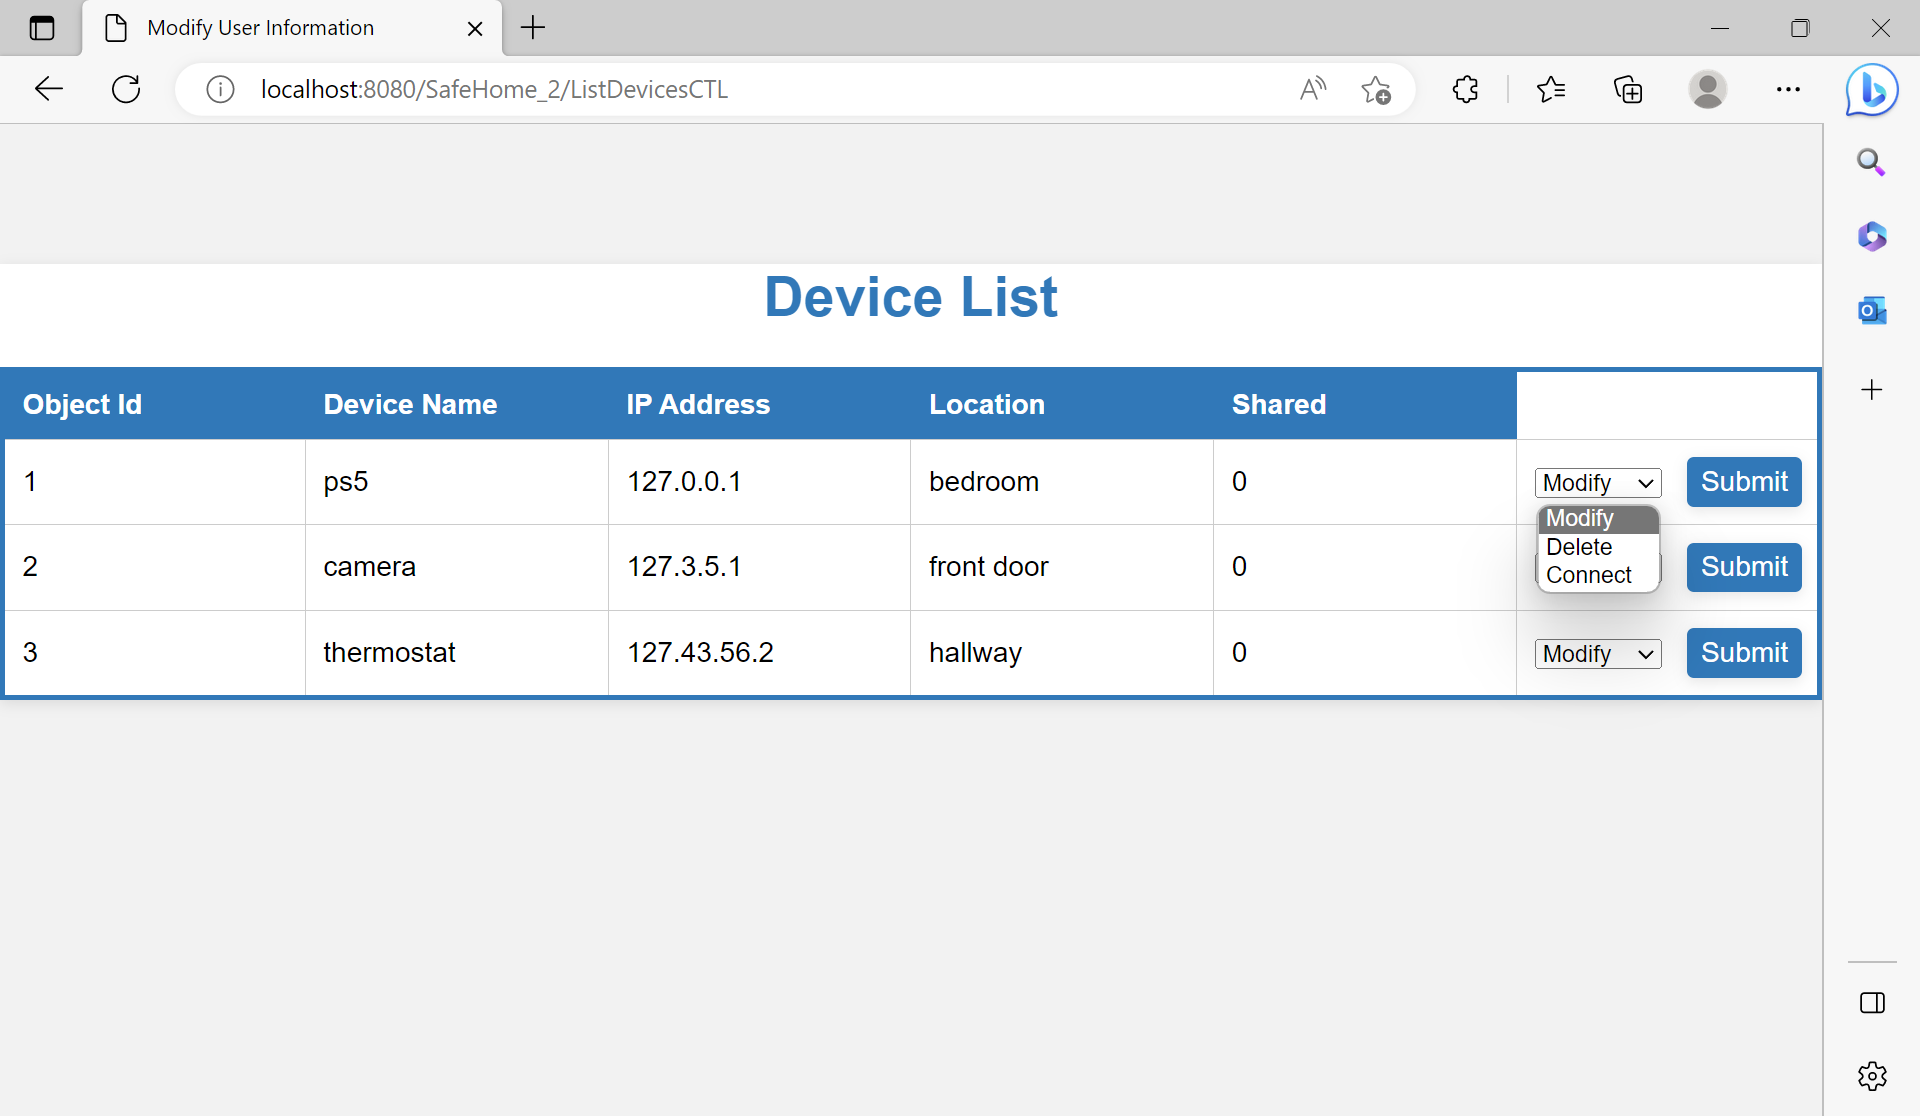 Modify User Information
localhost:8080/SafeHome_2/ListDevicesCTL
Device List
Object Id Device Name IP Address Location Shared
1 ps5 127.0.0.1 bedroom 0 Modify Submit
Modify
Delete
Connect
2 camera 127.3.5.1 front door 0 Submit
3 thermostat 127.43.56.2 hallway 0 Modify Submit